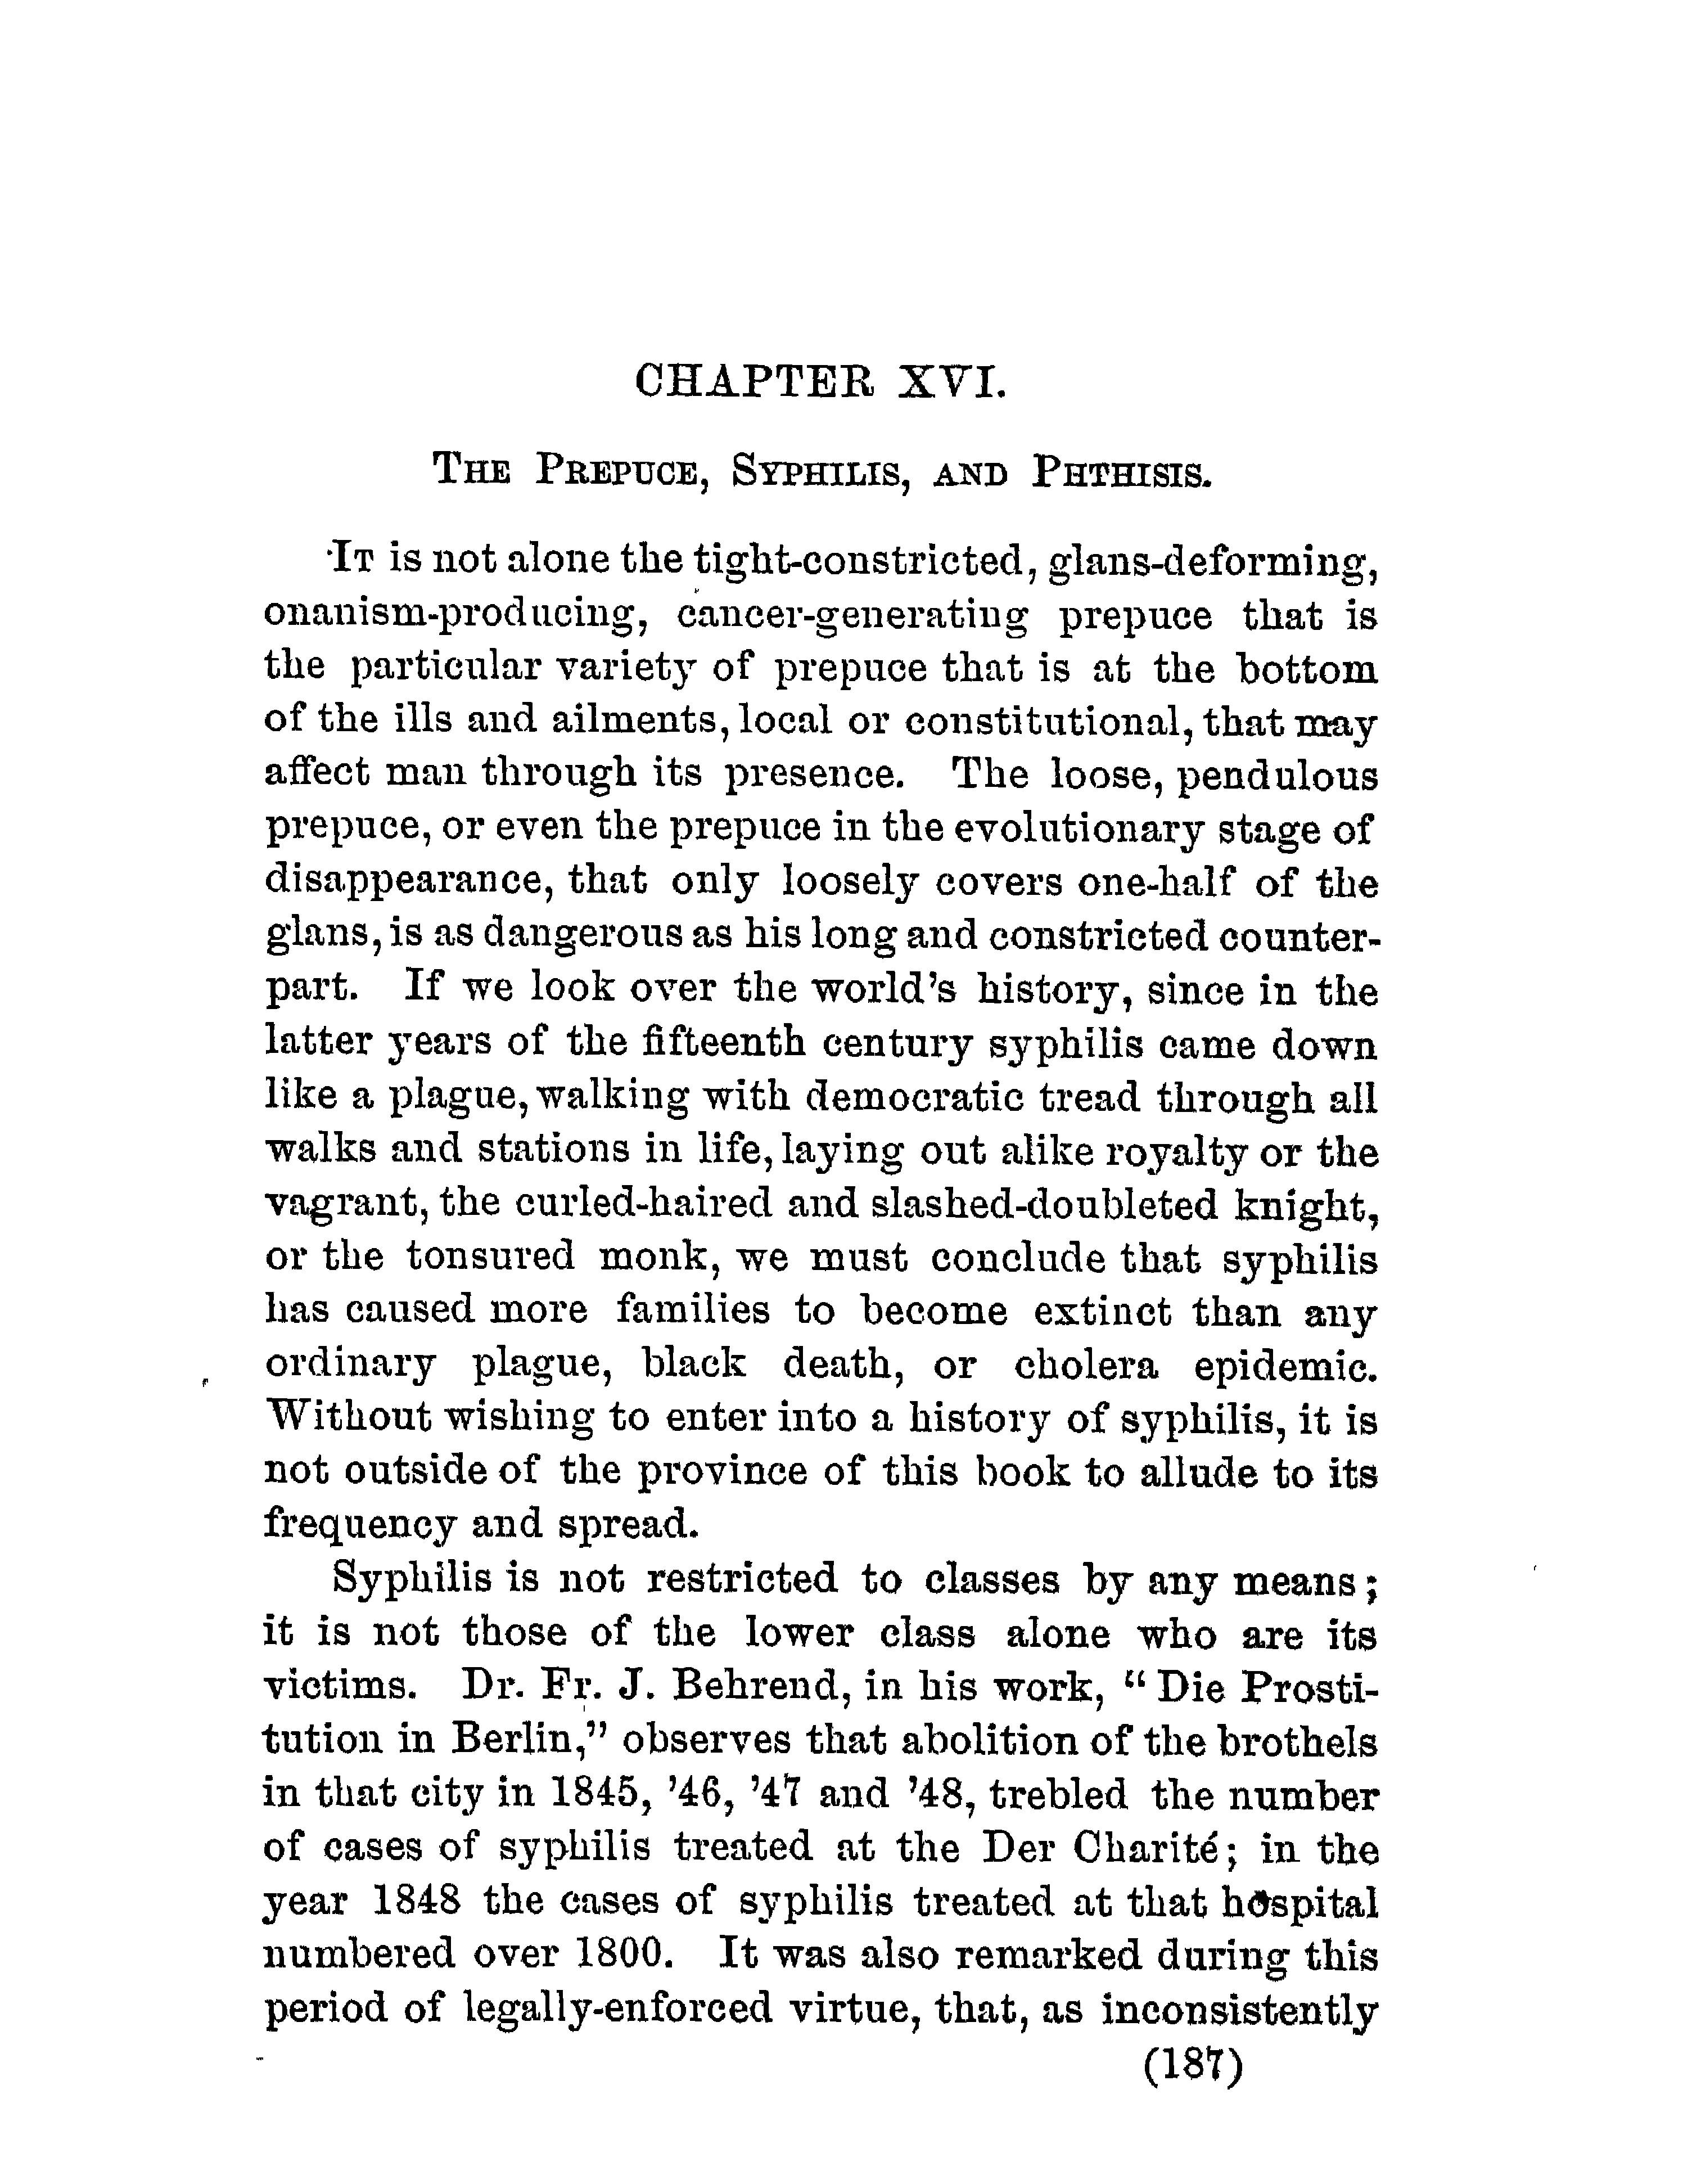 CHAPTER XVI.
The Prepuce, Syphilis, and Phthisis.
It is not alone the tight-constricted, glans-deforming,
onanism-producing, cancer-generating prepuce that is
the particular variety of prepuce that is at the bottom
of the ills and ailments, local or constitutional, that may
affect man through its presence. The loose, pendulous
prepuce, or even the prepuce in the evolutionary stage of
disappearance, that only loosely covers one-half of the
glans, is as dangerous as his long and constricted counter-
part. If we look over the world's history, since in the
latter years of the fifteenth century syphilis came down
like a plague, walking with democratic tread through all
walks and stations in life, laying out alike royalty or the
vagrant, the curled-haired and slashed-doubleted knight,
or the tonsured monk, we must conclude that syphilis
has caused more families to become extinct than any
ordinary plague, black death, or cholera epidemic.
Without wishing to enter into a history of syphilis, it is
not outside of the province of this book to allude to its
frequency and spread.
Syphilis is not restricted to classes by any means;
it is not those of the lower class alone who are its
victims. Dr. Fr. J. Behrend, in his work, "Die Prosti-
tution in Berlin," observes that abolition of the brothels
in that city in 1845, '46, '47 and '48, trebled the number
of cases of syphilis treated at the Der Charité; in the
year 1848 the cases of syphilis treated at that hospital
numbered over 1800. It was also remarked during this
period of legally-enforced virtue, that, as inconsistently
(187)